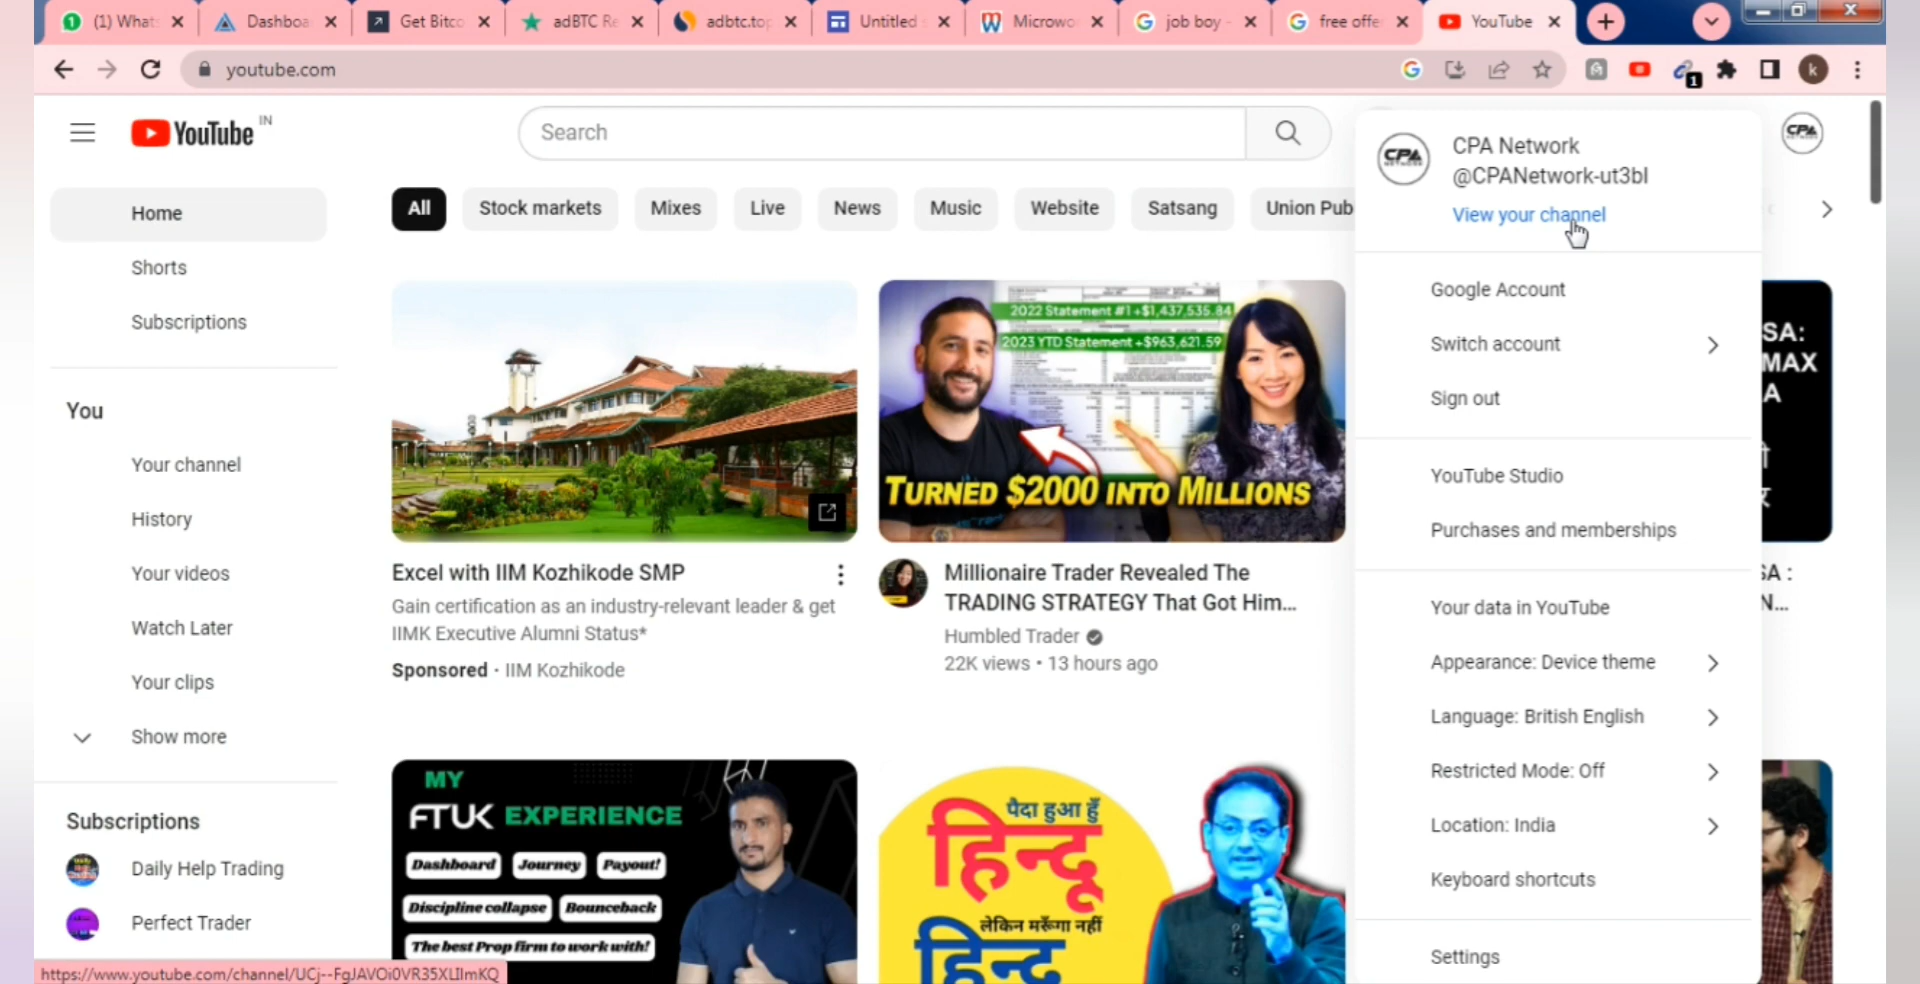 (1) Whats
Dashboa
Get Bitco
adBTC Re
adbtc.top
Untitled s
Microwo
job boy -
free offe
YouTube
youtube.com
1
k
YouTube IN
Search
CPA
CPA
CPA Network
@CPANetwork-ut3bl
View your channel
Home
Shorts
Subscriptions
All
Stock markets
Mixes
Live
News
Music
Website
Satsang
Union Pub
Google Account
Switch account
Sign out
YouTube Studio
Purchases and memberships
Your data in YouTube
Appearance: Device theme
Language: British English
Restricted Mode: Off
Location: India
Keyboard shortcuts
Settings
You
Your channel
History
Your videos
Watch Later
Your clips
Show more
Subscriptions
Daily Help Trading
Perfect Trader
2022 Statement #1 +$1,437,535.84
2023 YTD Statement +$963,621.59
TURNED $2000 INTO MILLIONS
SA:
MAX
A
Excel with IIM Kozhikode SMP
Gain certification as an industry-relevant leader & get
IIMK Executive Alumni Status*
Sponsored · IIM Kozhikode
Millionaire Trader Revealed The
TRADING STRATEGY That Got Him...
Humbled Trader
22K views • 13 hours ago
SA :
N...
MY
FTUK EXPERIENCE
Dashboard
Journey
Payout!
Discipline collapse
Bounceback
The best Prop firm to work with!
पैदा हुआ हूँ
हिन्दू
लेकिन मरूँगा नहीं
हिन्दू
https://www.youtube.com/channel/UCj--FgJAVOi0VR35XLIlmKQ